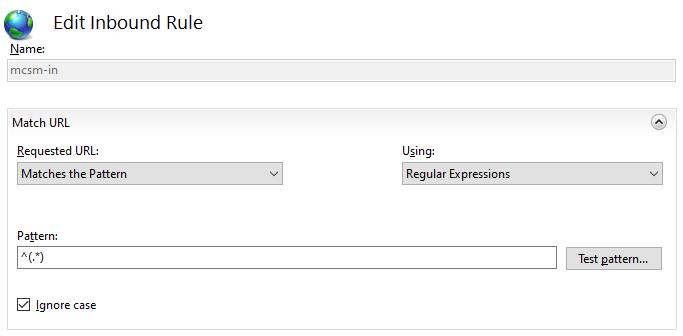 Edit Inbound Rule
Name:
mcsm-in
Match URL
Requested URL: Using:
Matches the Pattern Regular Expressions
Pattern:
^(.*) Test pattern...
Ignore case